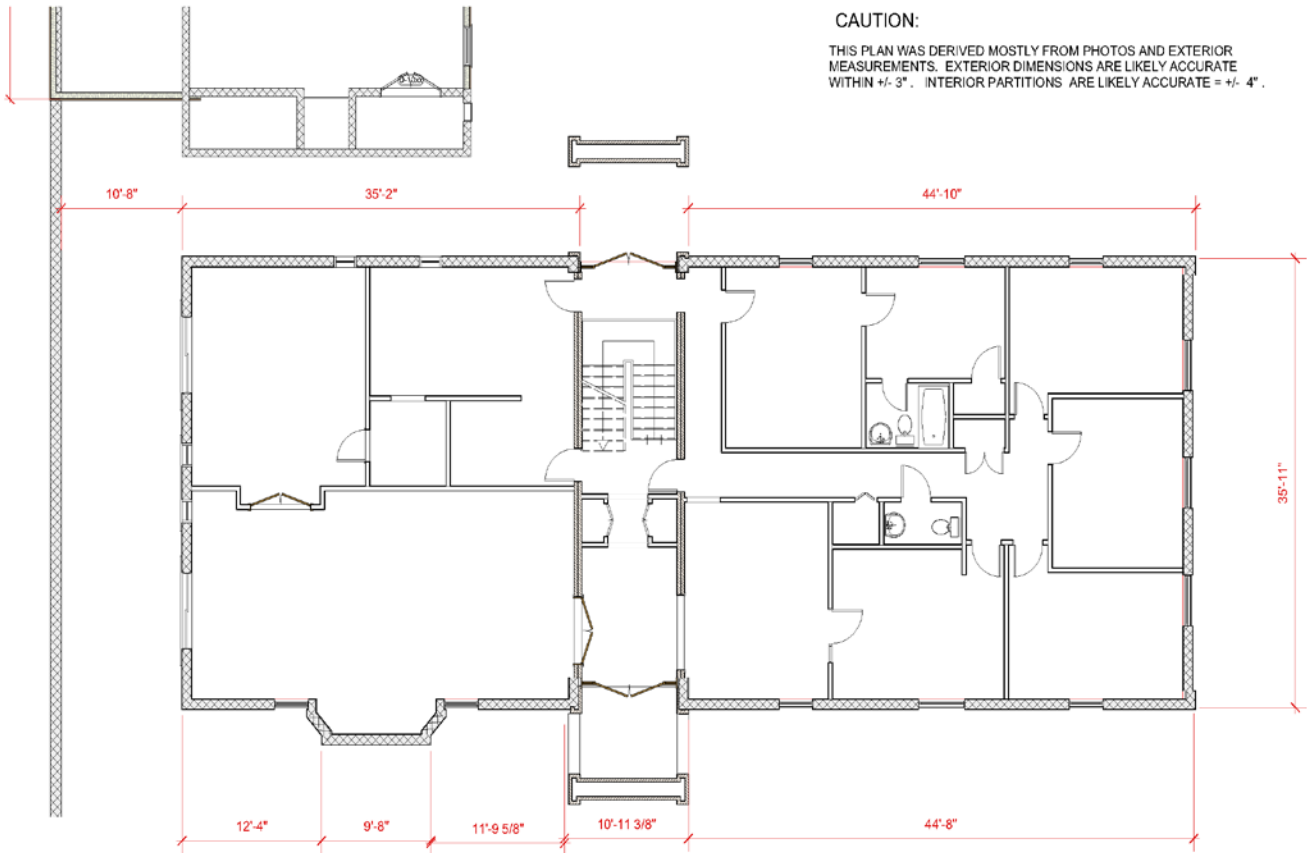 CAUTION:
THIS PLAN WAS DERIVED MOSTLY FROM PHOTOS AND EXTERIOR
MEASUREMENTS. EXTERIOR DIMENSIONS ARE LIKELY ACCURATE
WITHIN +/- 3". INTERIOR PARTITIONS ARE LIKELY ACCURATE = +/- 4".
10'-8"
35'-2"
44'-10"
35'-11"
12'-4"
9'-8"
11'-9 5/8"
10'-11 3/8"
44'-8"